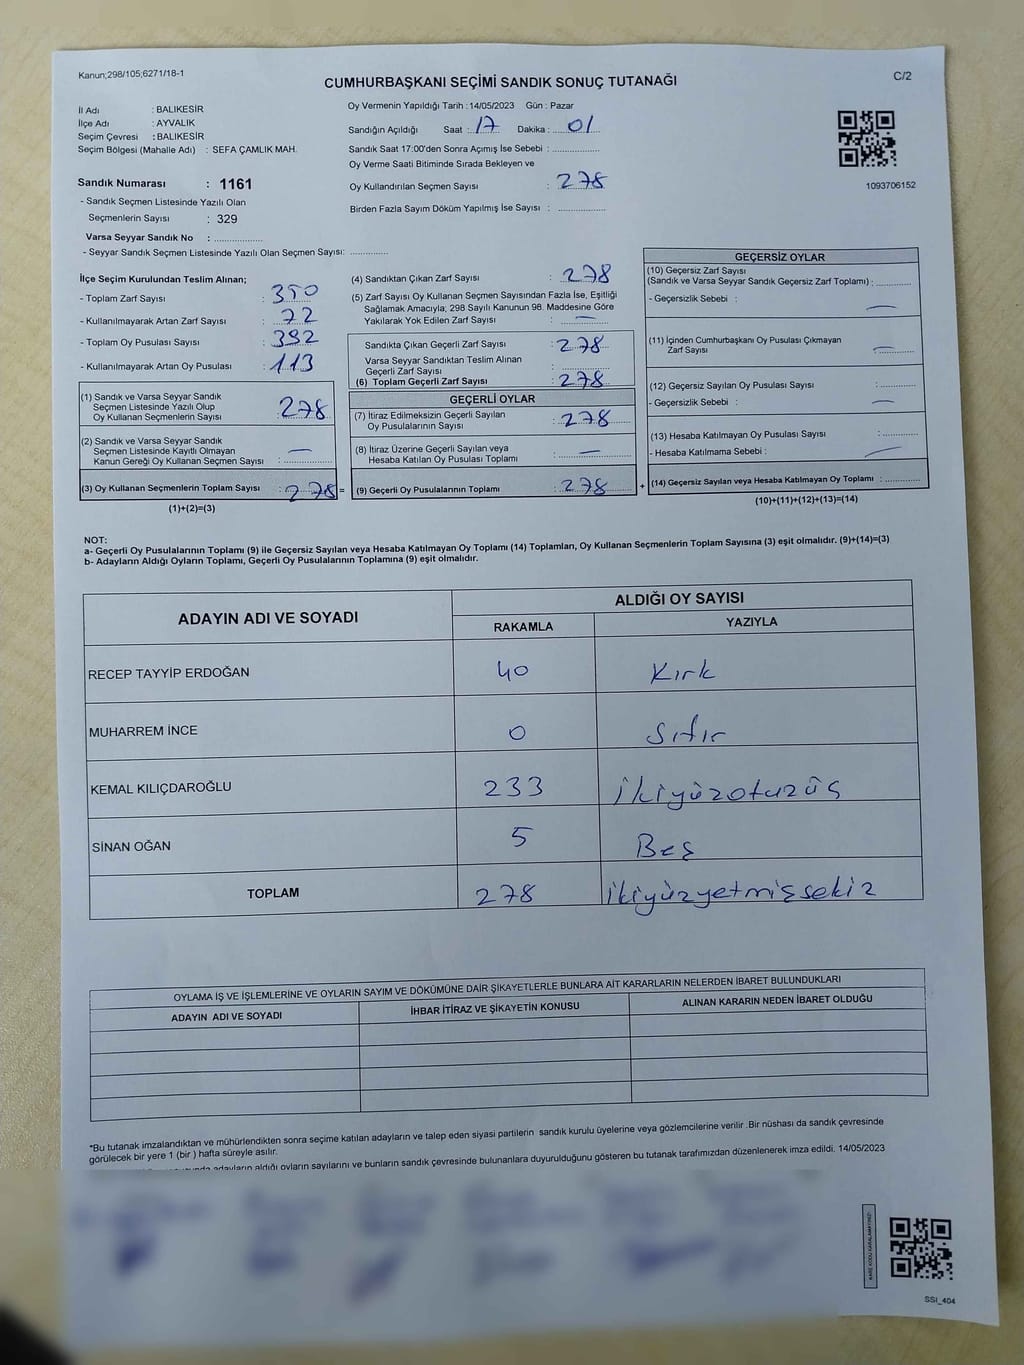 Kanun;298/105;6271/18-1
CUMHURBAŞKANI SEÇİMİ SANDIK SONUÇ TUTANAĞI
C/2
İl Adı : BALIKESİR
İlçe Adı : AYVALIK
Seçim Çevresi : BALIKESİR
Seçim Bölgesi (Mahalle Adı) : SEFA ÇAMLIK MAH.
Sandık Numarası : 1161
- Sandık Seçmen Listesinde Yazılı Olan
Seçmenlerin Sayısı : 329
Varsa Seyyar Sandık No : ..................
- Seyyar Sandık Seçmen Listesinde Yazılı Olan Seçmen Sayısı: ..............
Oy Vermenin Yapıldığı Tarih : 14/05/2023 Gün : Pazar
Sandığın Açıldığı Saat : 17 Dakika : 01
Sandık Saat 17:00'den Sonra Açımış İse Sebebi : ..................
Oy Verme Saati Bitiminde Sırada Bekleyen ve
Oy Kullandırılan Seçmen Sayısı : 278
Birden Fazla Sayım Döküm Yapılmış İse Sayısı : ..................
1093706152
İlçe Seçim Kurulundan Teslim Alınan;
- Toplam Zarf Sayısı : 350
- Kullanılmayarak Artan Zarf Sayısı : 72
- Toplam Oy Pusulası Sayısı : 392
- Kullanılmayarak Artan Oy Pusulası : 113
(1) Sandık ve Varsa Seyyar Sandık
Seçmen Listesinde Yazılı Olup
Oy Kullanan Seçmenlerin Sayısı : 278
(2) Sandık ve Varsa Seyyar Sandık
Seçmen Listesinde Kayıtlı Olmayan
Kanun Gereği Oy Kullanan Seçmen Sayısı : —
(3) Oy Kullanan Seçmenlerin Toplam Sayısı : 278 =
(1)+(2)=(3)
(4) Sandıktan Çıkan Zarf Sayısı : 278
(5) Zarf Sayısı Oy Kullanan Seçmen Sayısından Fazla İse, Eşitliği
Sağlamak Amacıyla; 298 Sayılı Kanunun 98. Maddesine Göre
Yakılarak Yok Edilen Zarf Sayısı : —
Sandıkta Çıkan Geçerli Zarf Sayısı : 278
Varsa Seyyar Sandıktan Teslim Alınan
Geçerli Zarf Sayısı : ..................
(6) Toplam Geçerli Zarf Sayısı : 278
GEÇERLİ OYLAR
(7) İtiraz Edilmeksizin Geçerli Sayılan
Oy Pusulalarının Sayısı : 278
(8) İtiraz Üzerine Geçerli Sayılan veya
Hesaba Katılan Oy Pusulası Toplamı : —
(9) Geçerli Oy Pusulalarının Toplamı : 278 +
GEÇERSİZ OYLAR
(10) Geçersiz Zarf Sayısı
(Sandık ve Varsa Seyyar Sandık Geçersiz Zarf Toplamı) : ............
- Geçersizlik Sebebi : —
(11) İçinden Cumhurbaşkanı Oy Pusulası Çıkmayan
Zarf Sayısı : —
(12) Geçersiz Sayılan Oy Pusulası Sayısı : ............
- Geçersizlik Sebebi : —
(13) Hesaba Katılmayan Oy Pusulası Sayısı : ............
- Hesaba Katılmama Sebebi : —
(14) Geçersiz Sayılan veya Hesaba Katılmayan Oy Toplamı : ............
(10)+(11)+(12)+(13)=(14)
NOT:
a- Geçerli Oy Pusulalarının Toplamı (9) ile Geçersiz Sayılan veya Hesaba Katılmayan Oy Toplamı (14) Toplamları, Oy Kullanan Seçmenlerin Toplam Sayısına (3) eşit olmalıdır. (9)+(14)=(3)
b- Adayların Aldığı Oyların Toplamı, Geçerli Oy Pusulalarının Toplamına (9) eşit olmalıdır.
ADAYIN ADI VE SOYADI ALDIĞI OY SAYISI
RAKAMLA YAZIYLA
RECEP TAYYİP ERDOĞAN 40 Kırk
MUHARREM İNCE 0 Sıfır
KEMAL KILIÇDAROĞLU 233 İkiyüzotuzüç
SİNAN OĞAN 5 Beş
TOPLAM 278 İkiyüzyetmişsekiz
OYLAMA İŞ VE İŞLEMLERİNE VE OYLARIN SAYIM VE DÖKÜMÜNE DAİR ŞİKAYETLERLE BUNLARA AİT KARARLARIN NELERDEN İBARET BULUNDUKLARI
ADAYIN ADI VE SOYADI İHBAR İTİRAZ VE ŞİKAYETİN KONUSU ALINAN KARARIN NEDEN İBARET OLDUĞU
*Bu tutanak imzalandıktan ve mühürlendikten sonra seçime katılan adayların ve talep eden siyasi partilerin sandık kurulu üyelerine veya gözlemcilerine verilir .Bir nüshası da sandık çevresinde
görülecek bir yere 1 (bir ) hafta süreyle asılır.
adayların aldığı oyların sayılarını ve bunların sandık çevresinde bulunanlara duyurulduğunu gösteren bu tutanak tarafımızdan düzenlenerek imza edildi. 14/05/2023
KARE KODU KARALAMAYINIZ!
SSI_404